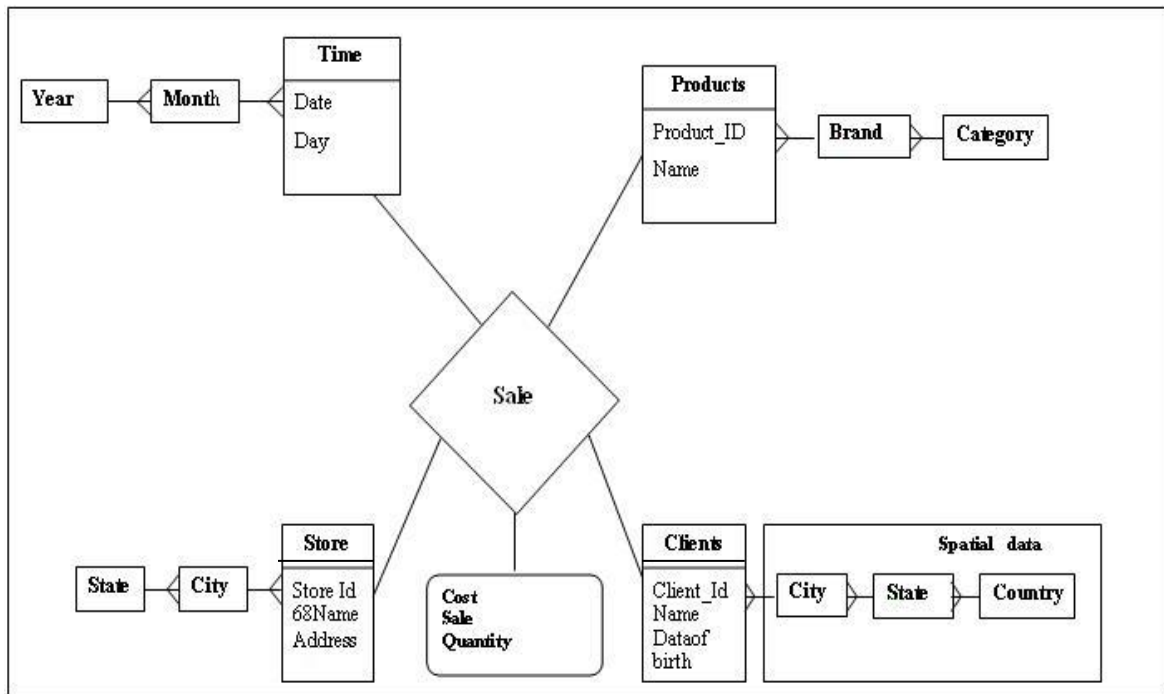 Time
Date
Day
Year
Month
Products
Product_ID
Name
Brand
Category
Sale
Store
Store Id
68Name
Address
State
City
Cost
Sale
Quantity
Clients
Client_Id
Name
Dataof
birth
Spatial data
City
State
Country